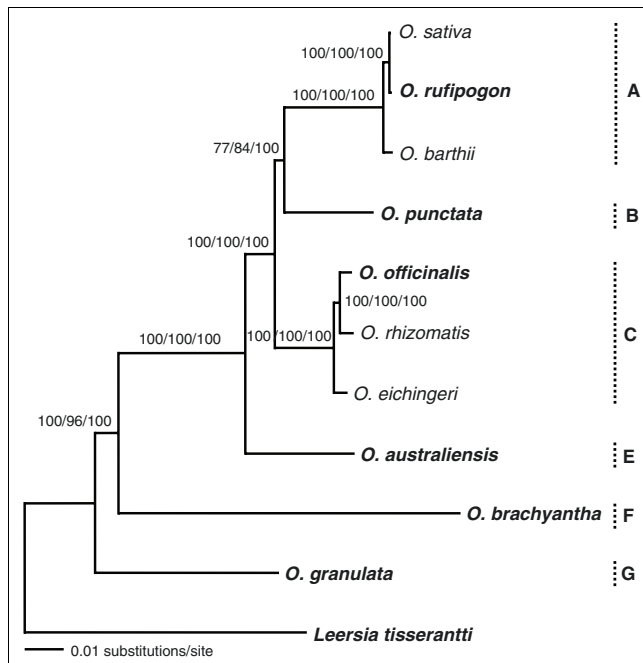 O. sativa
100/100/100
O. rufipogon
A
100/100/100
O. barthii
77/84/100
O. punctata
B
100/100/100
O. officinalis
100/100/100
100/100/100
O. rhizomatis
C
100/100/100
O. eichingeri
100/96/100
O. australiensis
E
O. brachyantha
F
O. granulata
G
Leersia tisserantti
0.01 substitutions/site